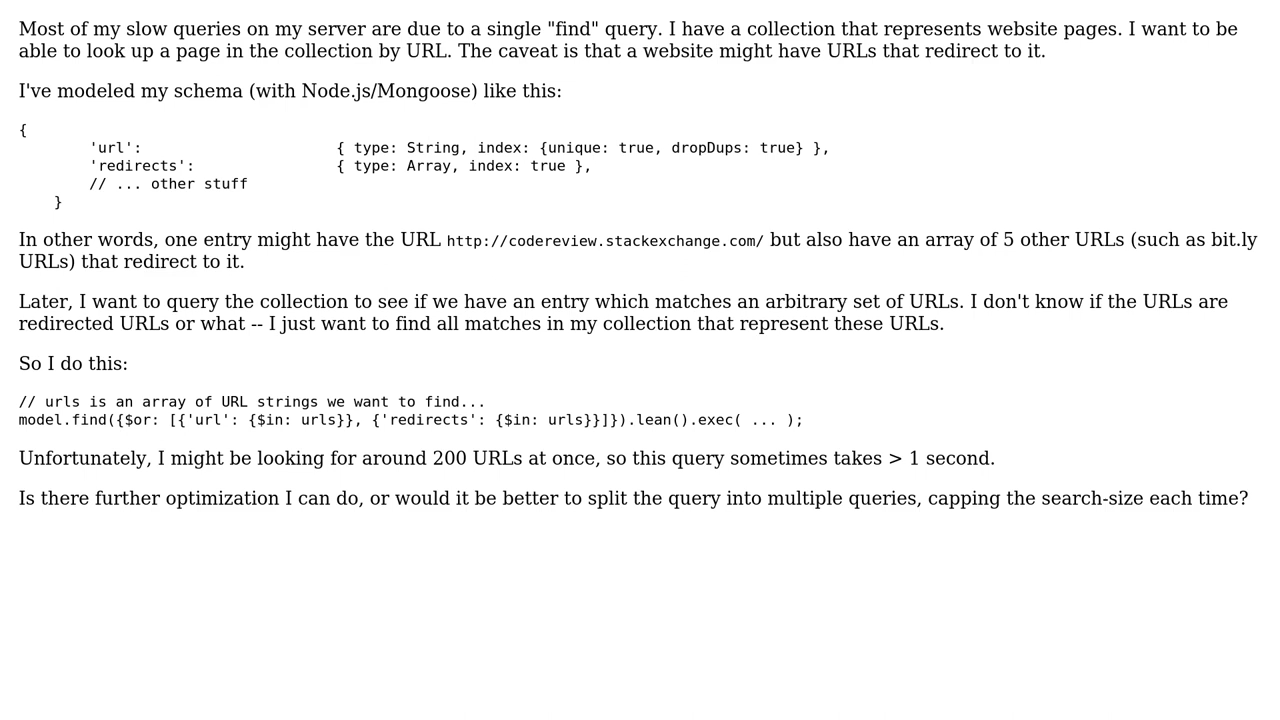 Most of my slow queries on my server are due to a single "find" query. I have a collection that represents website pages. I want to be
able to look up a page in the collection by URL. The caveat is that a website might have URLs that redirect to it.
I've modeled my schema (with Node.js/Mongoose) like this:
{
        'url':                      { type: String, index: {unique: true, dropDups: true} },
        'redirects':                { type: Array, index: true },
        // ... other stuff
    }
In other words, one entry might have the URL http://codereview.stackexchange.com/ but also have an array of 5 other URLs (such as bit.ly
URLs) that redirect to it.
Later, I want to query the collection to see if we have an entry which matches an arbitrary set of URLs. I don't know if the URLs are
redirected URLs or what -- I just want to find all matches in my collection that represent these URLs.
So I do this:
// urls is an array of URL strings we want to find...
model.find({$or: [{'url': {$in: urls}}, {'redirects': {$in: urls}}]}).lean().exec( ... );
Unfortunately, I might be looking for around 200 URLs at once, so this query sometimes takes > 1 second.
Is there further optimization I can do, or would it be better to split the query into multiple queries, capping the search-size each time?